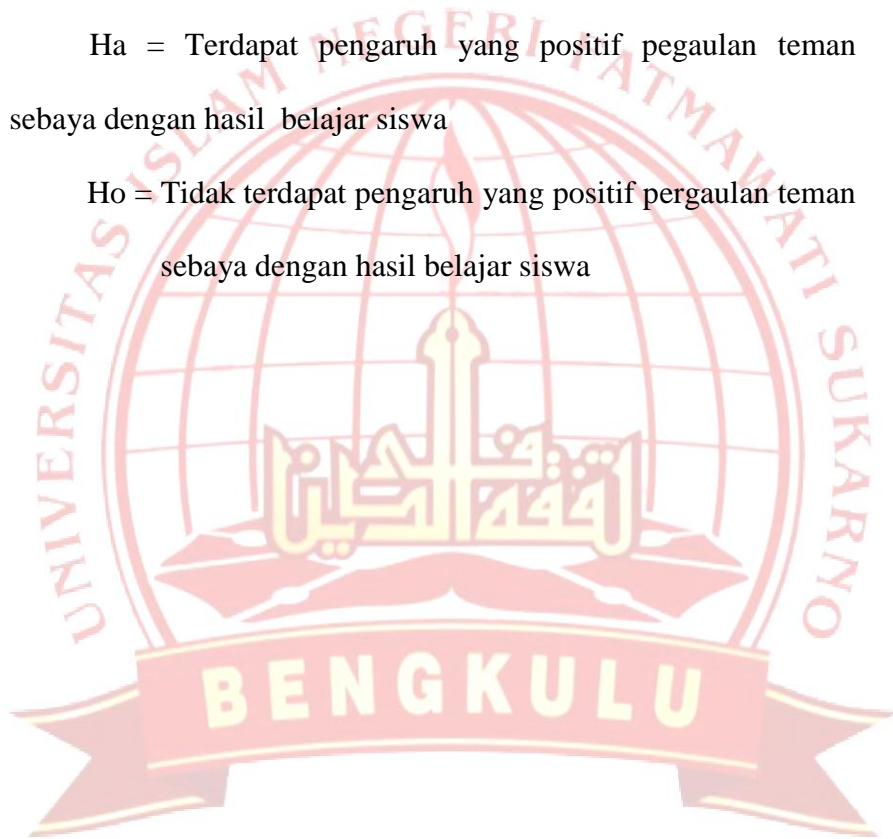 Ha = Terdapat pengaruh yang positif pegaulan teman
sebaya dengan hasil belajar siswa
Ho = Tidak terdapat pengaruh yang positif pergaulan teman
sebaya dengan hasil belajar siswa
UNIVERSITAS ISLAM NEGERI FATMAWATI SUKARNO
BENGKULU